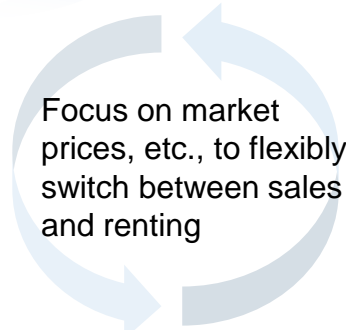 Focus on market
prices, etc., to flexibly
switch between sales
and renting